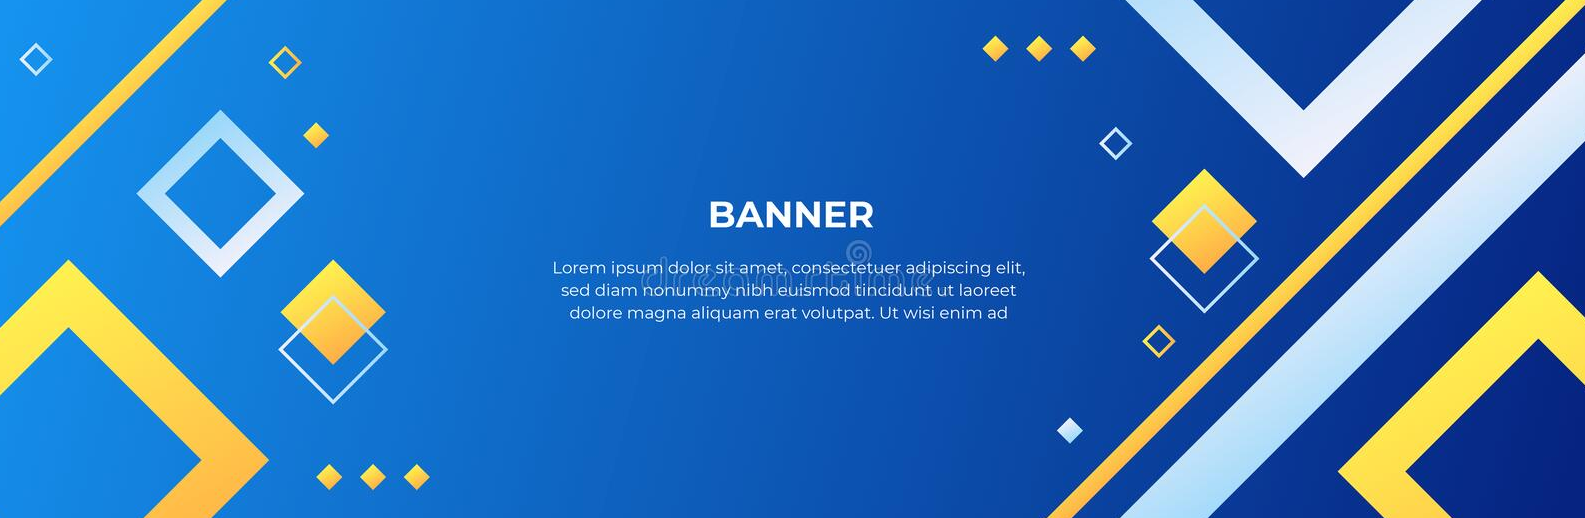 BANNER
Lorem ipsum dolor sit amet, consectetuer adipiscing elit,
sed diam nonummy nibh euismod tincidunt ut laoreet
dolore magna aliquam erat volutpat. Ut wisi enim ad
dreamstime